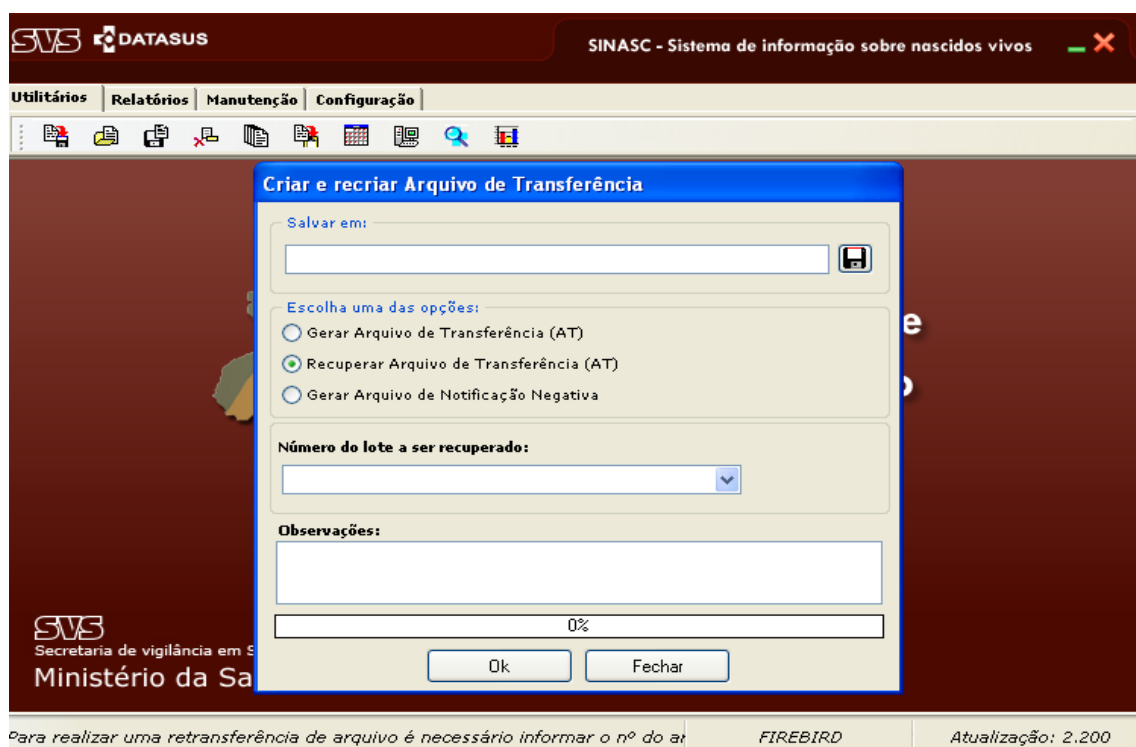 SVS DATASUS
SINASC - Sistema de informação sobre nascidos vivos
Utilitários Relatórios Manutenção Configuração
Criar e recriar Arquivo de Transferência
Salvar em:
Escolha uma das opções:
Gerar Arquivo de Transferência (AT)
e
Recuperar Arquivo de Transferência (AT)
Gerar Arquivo de Notificação Negativa
Número do lote a ser recuperado:
Observações:
0%
SVS
Secretaria de vigilância em S
Ministério da Sa
Ok Fechar
Para realizar uma retransferência de arquivo é necessário informar o nº do ar FIREBIRD Atualização: 2.200